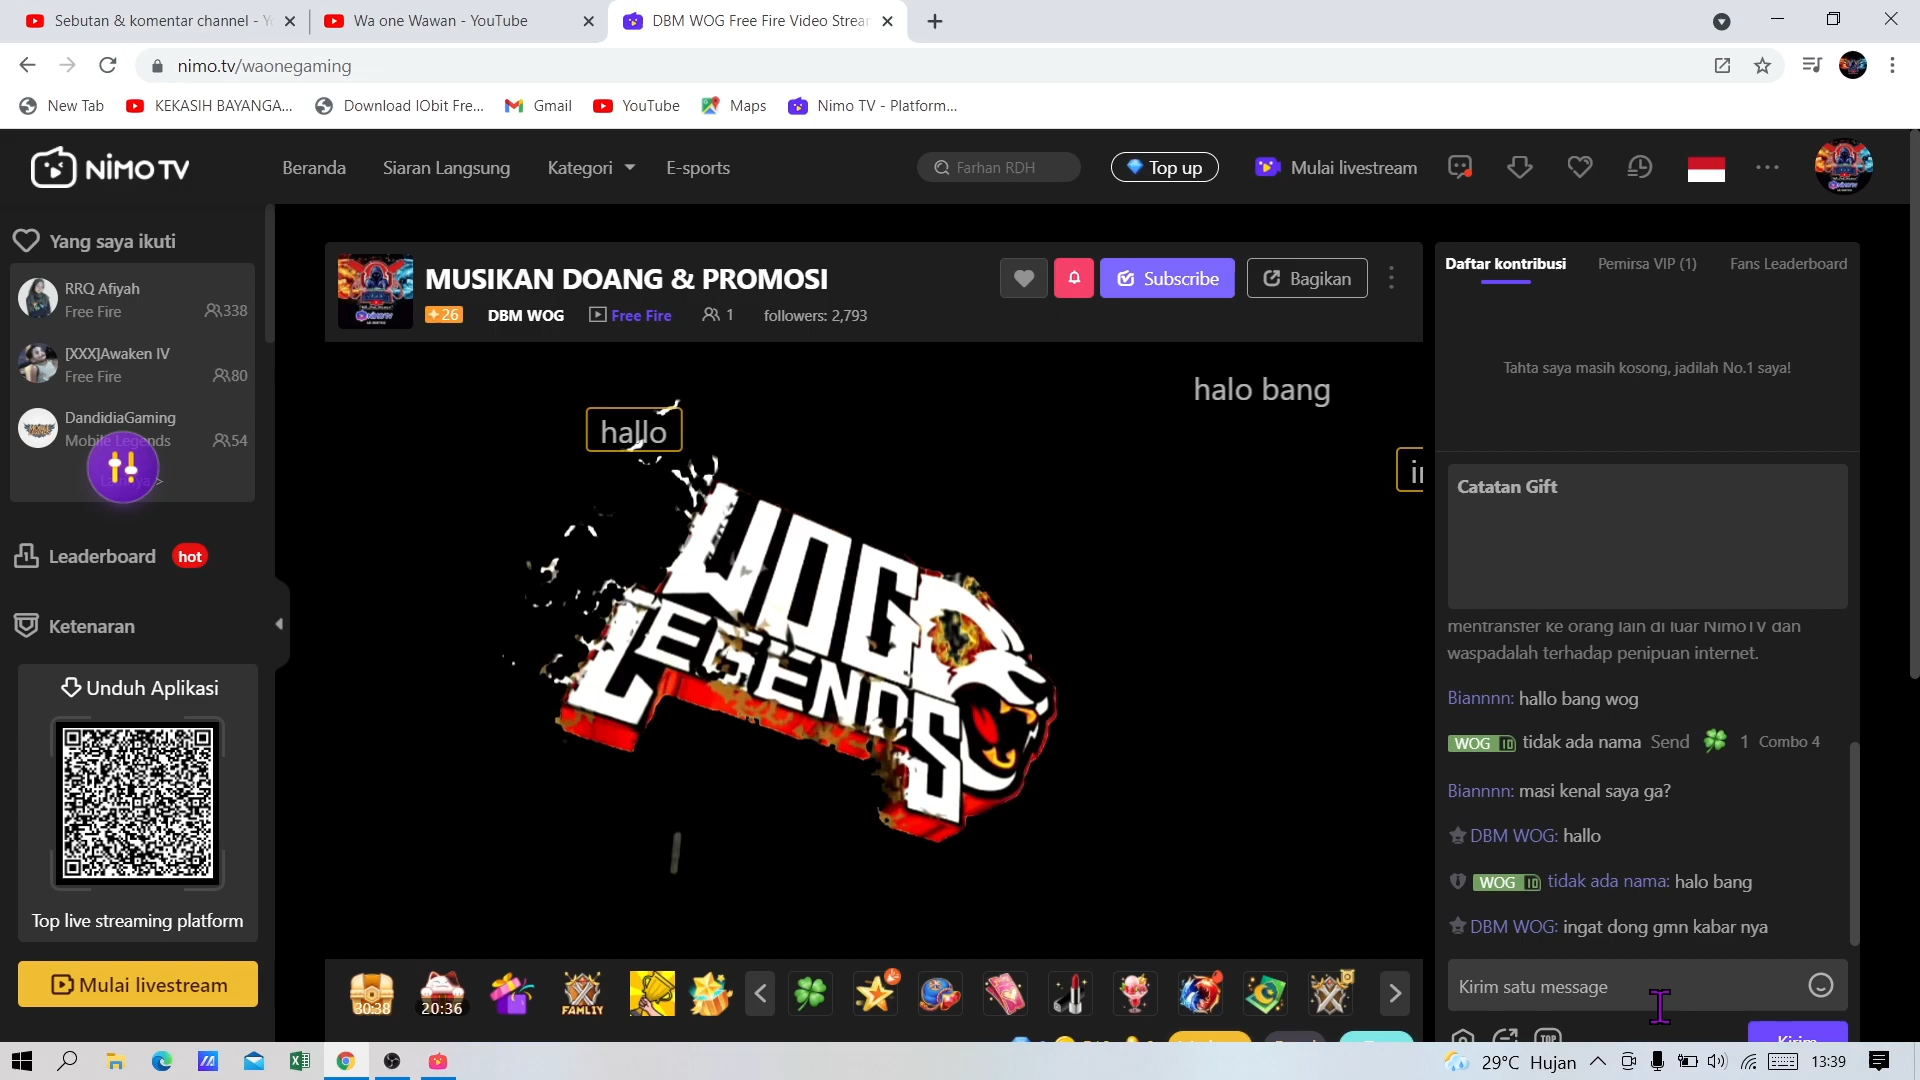 Sebutan & komentar channel - Yo
Wa one Wawan - YouTube
DBM WOG Free Fire Video Strea
nimo.tv/waonegaming
New Tab
KEKASIH BAYANGA...
Download IObit Fre...
Gmail
YouTube
Maps
Nimo TV - Platform...
NIMO TV
Beranda
Siaran Langsung
Kategori
E-sports
Farhan RDH
Top up
Mulai livestream
Yang saya ikuti
RRQ Afiyah
Free Fire
338
[XXX]Awaken IV
Free Fire
80
DandidiaGaming
Mobile Legends
54
Leaderboard
hot
Ketenaran
Unduh Aplikasi
Top live streaming platform
Mulai livestream
MUSIKAN DOANG & PROMOSI
26
DBM WOG
Free Fire
1
followers: 2,793
Subscribe
Bagikan
halo bang
hallo
WOG
LEGENDS
30:38
20:36
FAMLIY
Daftar kontribusi
Pemirsa VIP (1)
Fans Leaderboard
Tahta saya masih kosong, jadilah No.1 saya!
Catatan Gift
mentransfer ke orang lain di luar NimoTV dan
waspadalah terhadap penipuan internet.
Biannnn: hallo bang wog
WOG 10 tidak ada nama Send 1 Combo 4
Biannnn: masi kenal saya ga?
DBM WOG: hallo
WOG 10 tidak ada nama: halo bang
DBM WOG: ingat dong gmn kabar nya
Kirim satu message
TOP
Kirim
29°C Hujan
13:39